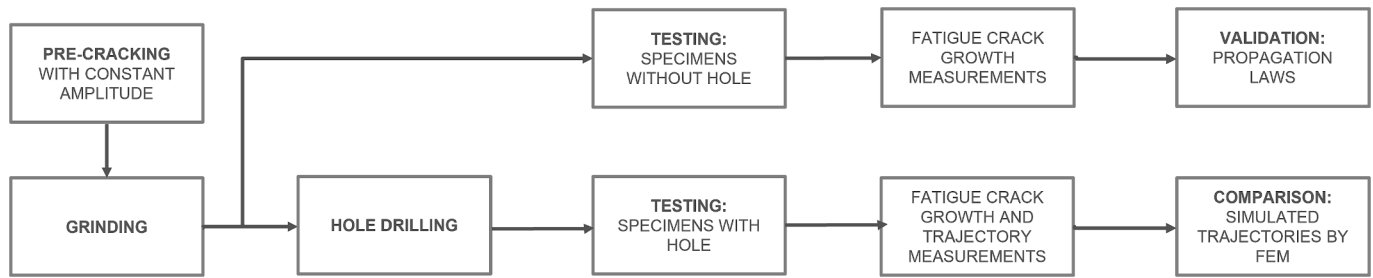 PRE-CRACKING
WITH CONSTANT
AMPLITUDE
TESTING:
SPECIMENS
WITHOUT HOLE
FATIGUE CRACK
GROWTH
MEASUREMENTS
VALIDATION:
PROPAGATION
LAWS
GRINDING
HOLE DRILLING
TESTING:
SPECIMENS WITH
HOLE
FATIGUE CRACK
GROWTH AND
TRAJECTORY
MEASUREMENTS
COMPARISON:
SIMULATED
TRAJECTORIES BY
FEM